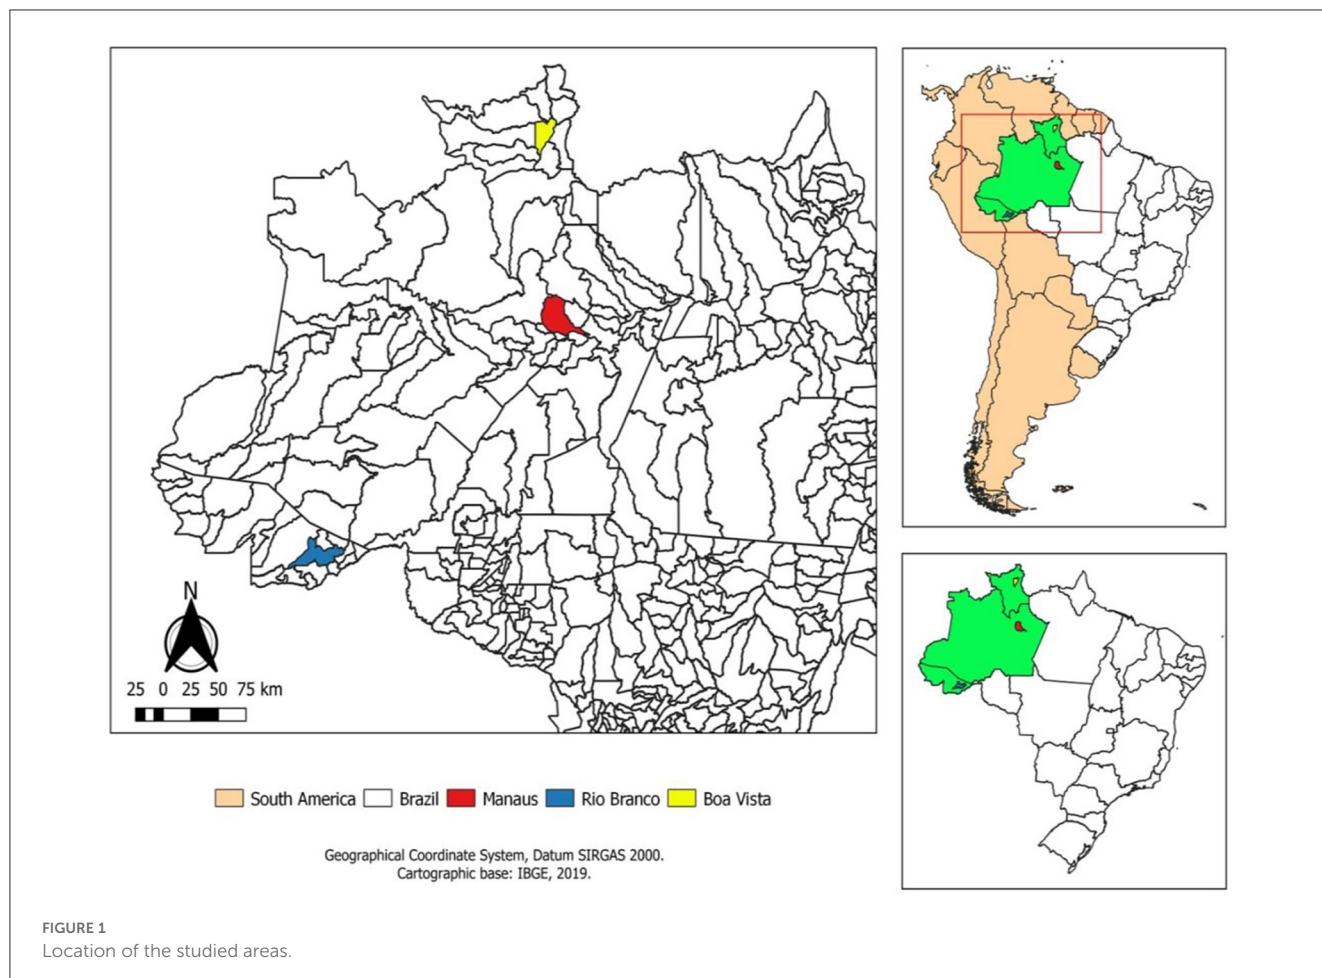 N
25 0 25 50 75 km
South America Brazil Manaus Rio Branco Boa Vista
Geographical Coordinate System, Datum SIRGAS 2000.
Cartographic base: IBGE, 2019.
FIGURE 1
Location of the studied areas.